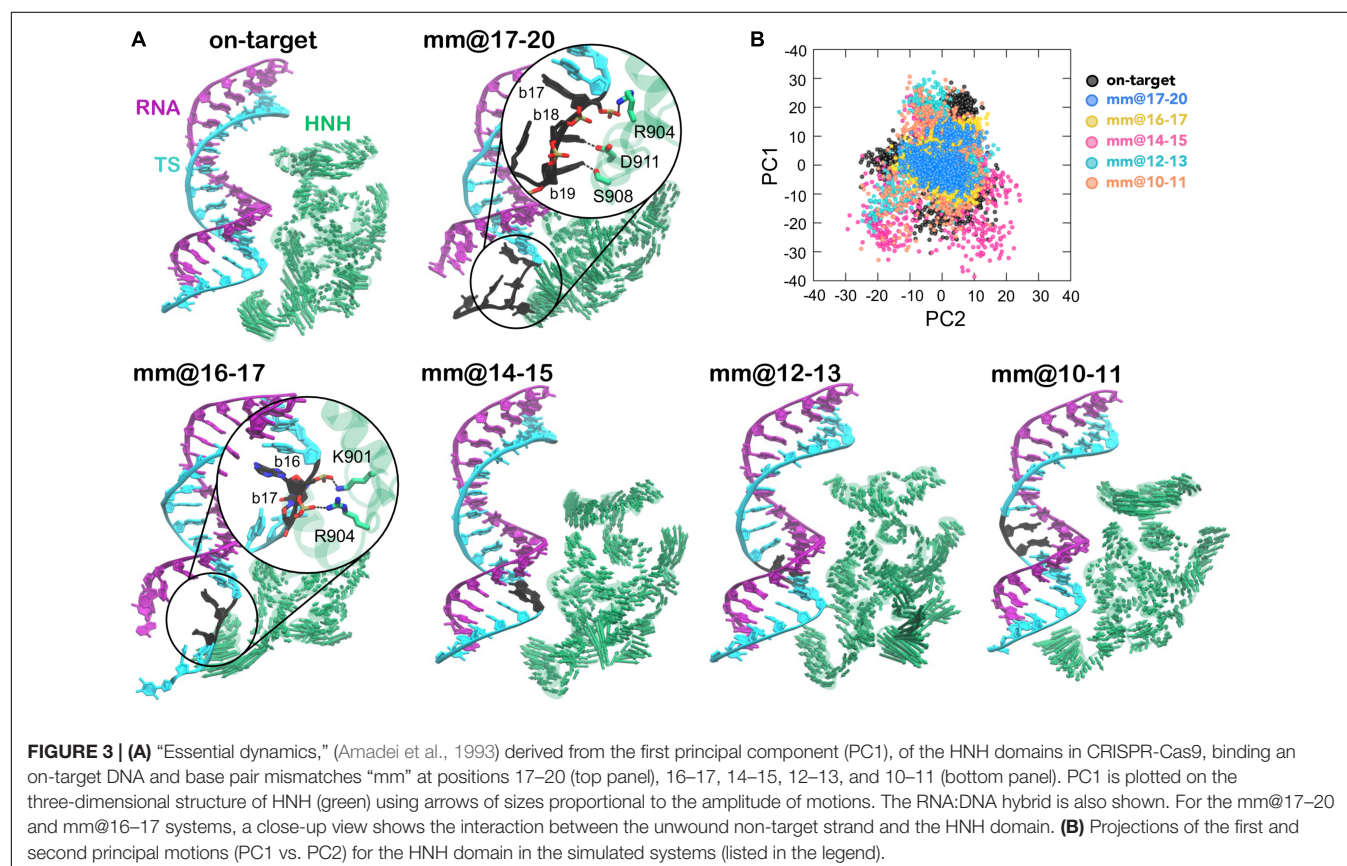 A
on-target
mm@17-20
RNA
TS
HNH
b17
b18
b19
R904
D911
S908
B
40
30
20
10
0
-10
-20
-30
-40
PC1
-40 -30 -20 -10 0 10 20 30 40
PC2
on-target
mm@17-20
mm@16-17
mm@14-15
mm@12-13
mm@10-11
mm@16-17
b16
b17
K901
R904
mm@14-15
mm@12-13
mm@10-11
FIGURE 3 | (A) “Essential dynamics,” (Amadei et al., 1993) derived from the first principal component (PC1), of the HNH domains in CRISPR-Cas9, binding an
on-target DNA and base pair mismatches “mm” at positions 17–20 (top panel), 16–17, 14–15, 12–13, and 10–11 (bottom panel). PC1 is plotted on the
three-dimensional structure of HNH (green) using arrows of sizes proportional to the amplitude of motions. The RNA:DNA hybrid is also shown. For the mm@17–20
and mm@16–17 systems, a close-up view shows the interaction between the unwound non-target strand and the HNH domain. (B) Projections of the first and
second principal motions (PC1 vs. PC2) for the HNH domain in the simulated systems (listed in the legend).